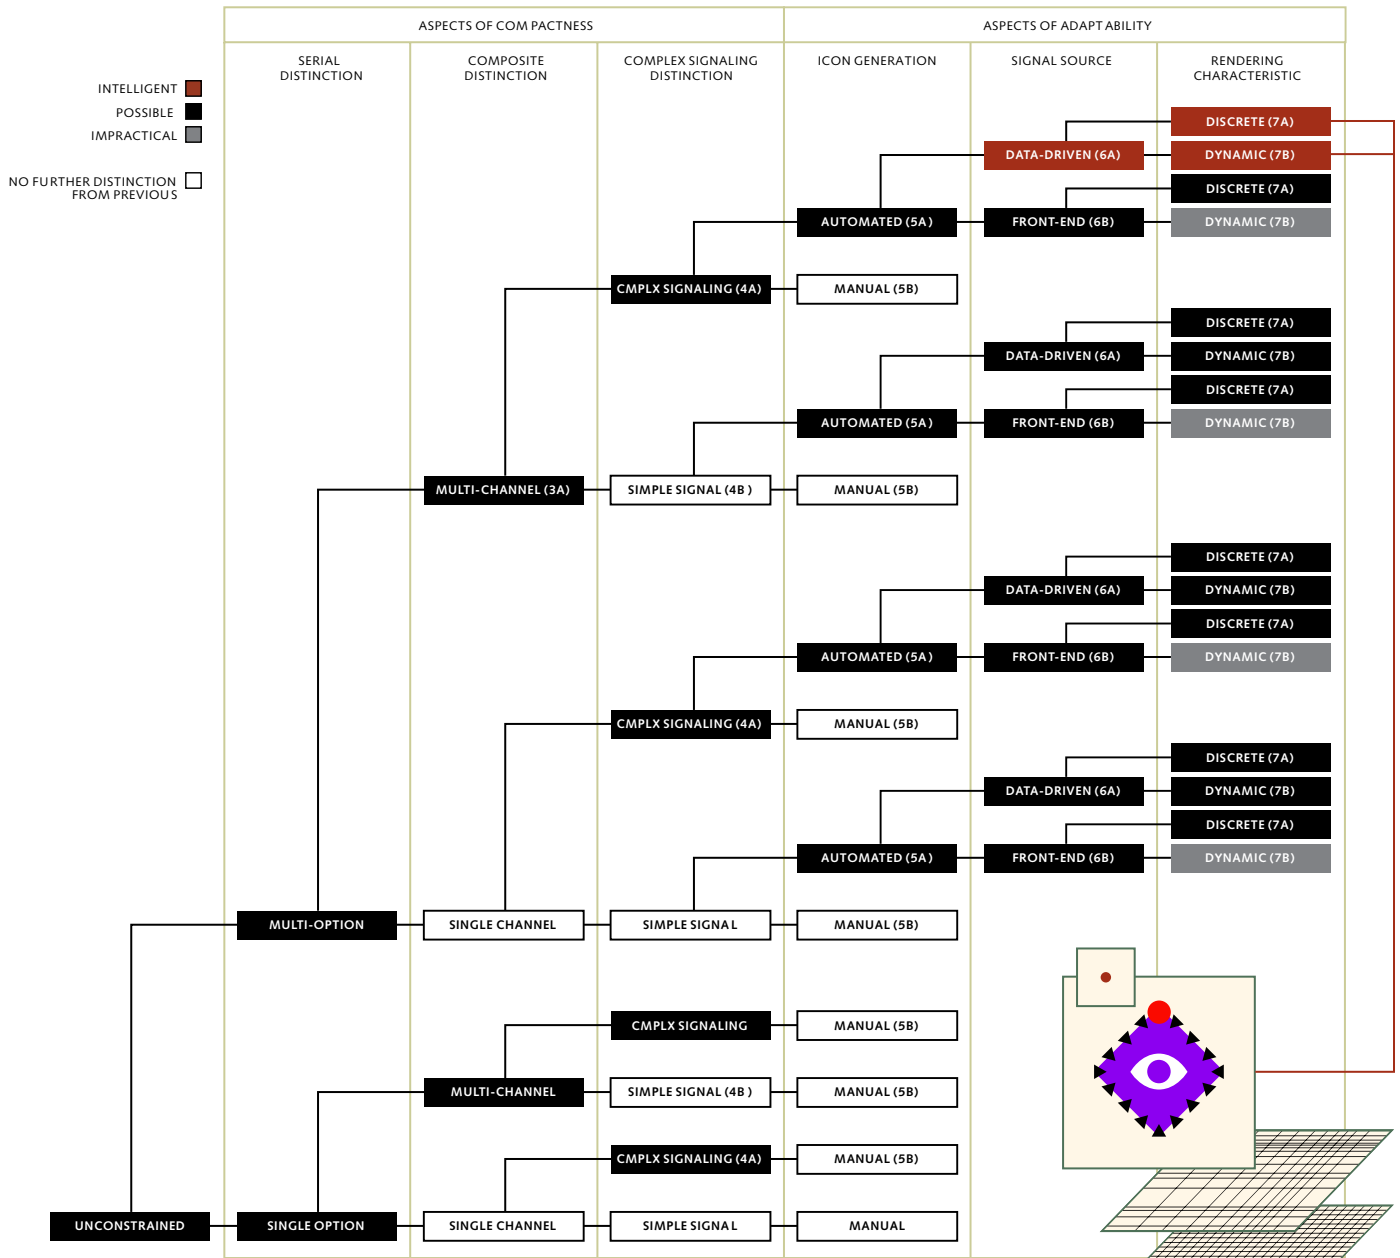 ASPECTS OF COM PACTNESS
ASPECTS OF ADAPT ABILITY
SERIAL
DISTINCTION
COMPOSITE
DISTINCTION
COMPLEX SIGNALING
DISTINCTION
ICON GENERATION
SIGNAL SOURCE
RENDERING
CHARACTERISTIC
INTELLIGENT
POSSIBLE
IMPRACTICAL
NO FURTHER DISTINCTION
FROM PREVIOUS
DISCRETE (7A)
DATA-DRIVEN (6A)
DYNAMIC (7B)
DISCRETE (7A)
AUTOMATED (5A)
FRONT-END (6B)
DYNAMIC (7B)
CMPLX SIGNALING (4A)
MANUAL (5B)
DISCRETE (7A)
DATA-DRIVEN (6A)
DYNAMIC (7B)
DISCRETE (7A)
AUTOMATED (5A)
FRONT-END (6B)
DYNAMIC (7B)
MULTI-CHANNEL (3A)
SIMPLE SIGNAL (4B )
MANUAL (5B)
DISCRETE (7A)
DATA-DRIVEN (6A)
DYNAMIC (7B)
DISCRETE (7A)
AUTOMATED (5A)
FRONT-END (6B)
DYNAMIC (7B)
CMPLX SIGNALING (4A)
MANUAL (5B)
DISCRETE (7A)
DATA-DRIVEN (6A)
DYNAMIC (7B)
DISCRETE (7A)
AUTOMATED (5A)
FRONT-END (6B)
DYNAMIC (7B)
MULTI-OPTION
SINGLE CHANNEL
SIMPLE SIGNAL
MANUAL (5B)
CMPLX SIGNALING
MANUAL (5B)
MULTI-CHANNEL
SIMPLE SIGNAL (4B )
MANUAL (5B)
CMPLX SIGNALING (4A)
MANUAL (5B)
UNCONSTRAINED
SINGLE OPTION
SINGLE CHANNEL
SIMPLE SIGNAL
MANUAL